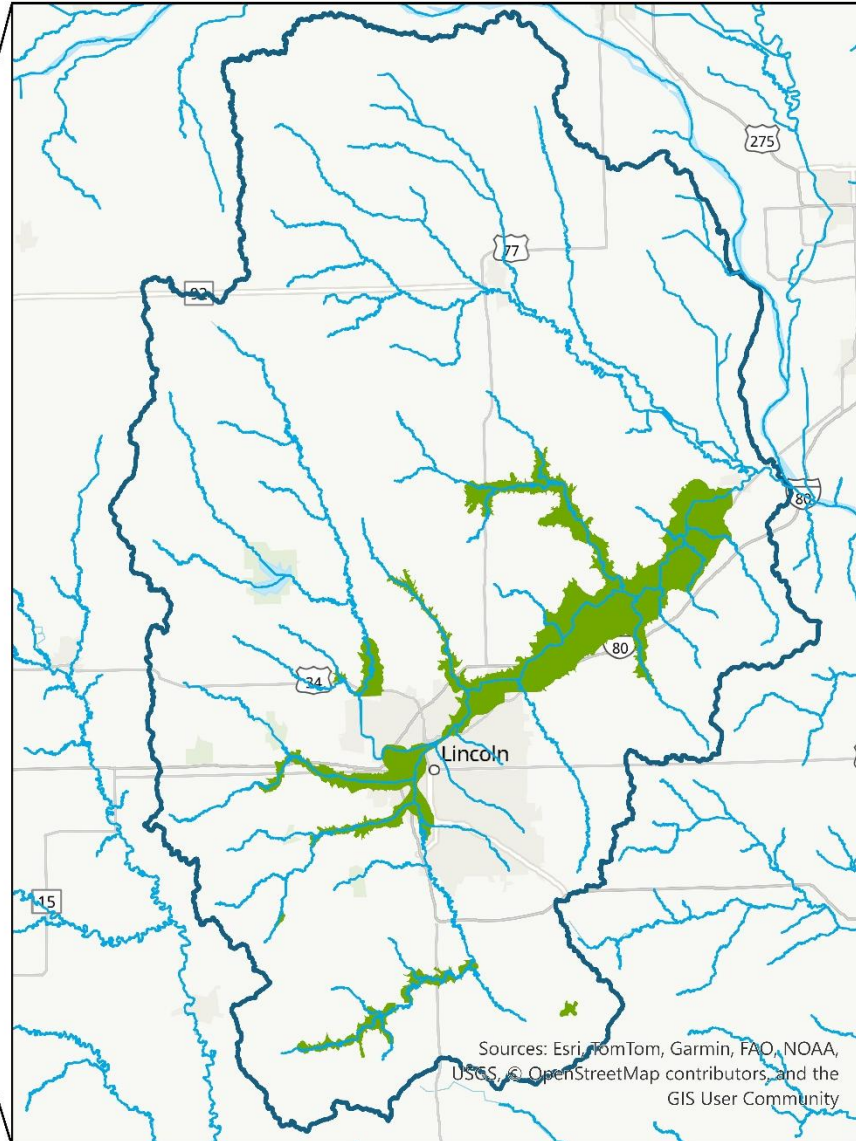 275
77
92
80
34
80
Lincoln
15
Sources: Esri, TomTom, Garmin, FAO, NOAA,
USGS, © OpenStreetMap contributors, and the
GIS User Community